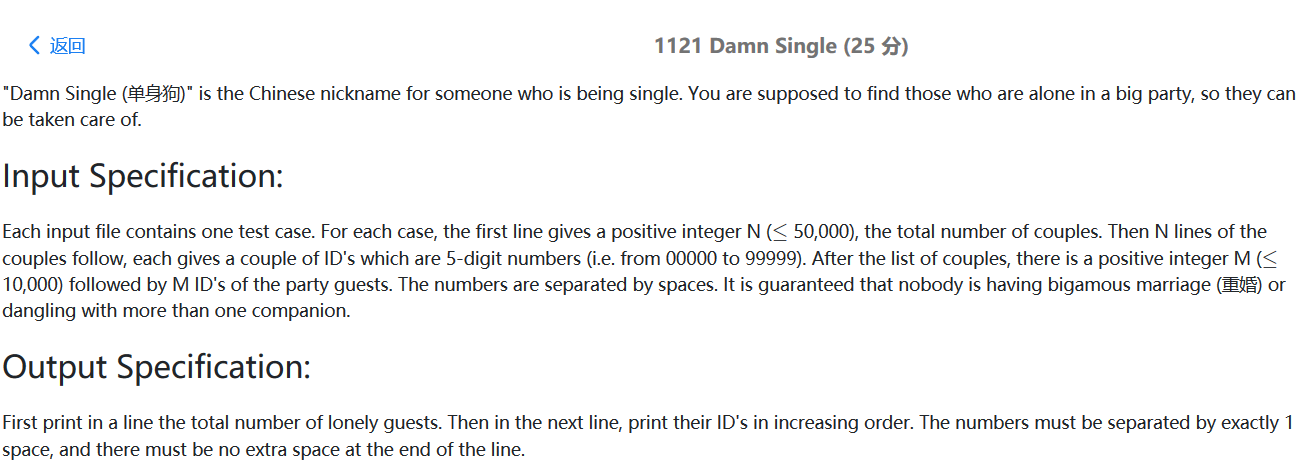 返回
1121 Damn Single (25 分)
"Damn Single (单身狗)" is the Chinese nickname for someone who is being single. You are supposed to find those who are alone in a big party, so they can
be taken care of.
Input Specification:
Each input file contains one test case. For each case, the first line gives a positive integer N (≤ 50,000), the total number of couples. Then N lines of the
couples follow, each gives a couple of ID's which are 5-digit numbers (i.e. from 00000 to 99999). After the list of couples, there is a positive integer M (≤
10,000) followed by M ID's of the party guests. The numbers are separated by spaces. It is guaranteed that nobody is having bigamous marriage (重婚) or
dangling with more than one companion.
Output Specification:
First print in a line the total number of lonely guests. Then in the next line, print their ID's in increasing order. The numbers must be separated by exactly 1
space, and there must be no extra space at the end of the line.